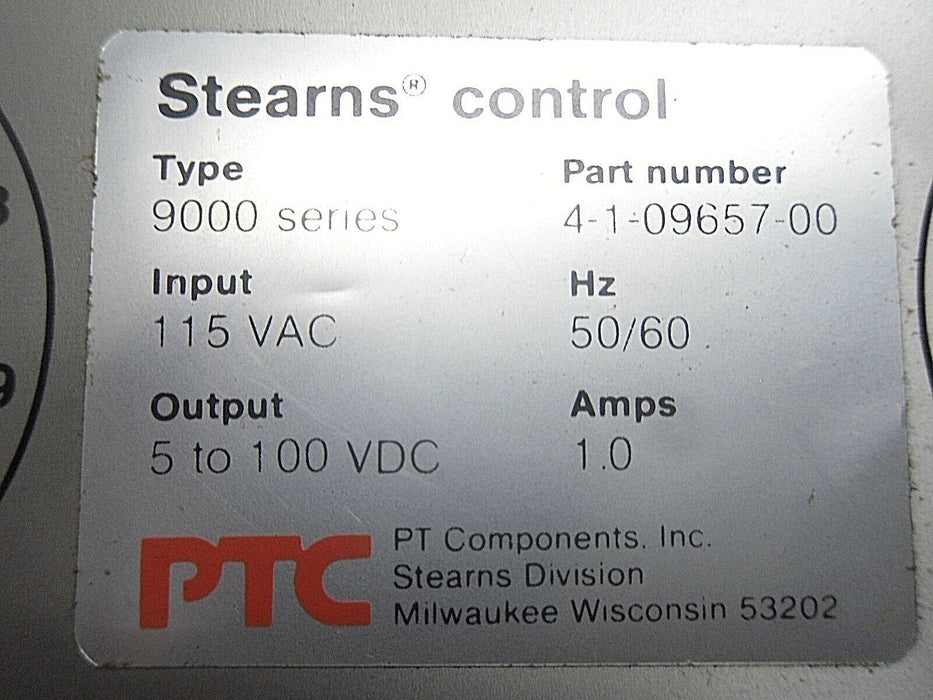 Stearns® control
Type
Part number
9000 series
4-1-09657-00
Input
Hz
115 VAC
50/60
Output
Amps
5 to 100 VDC
1.0
PTC
PT Components, Inc.
Stearns Division
Milwaukee Wisconsin 53202
9